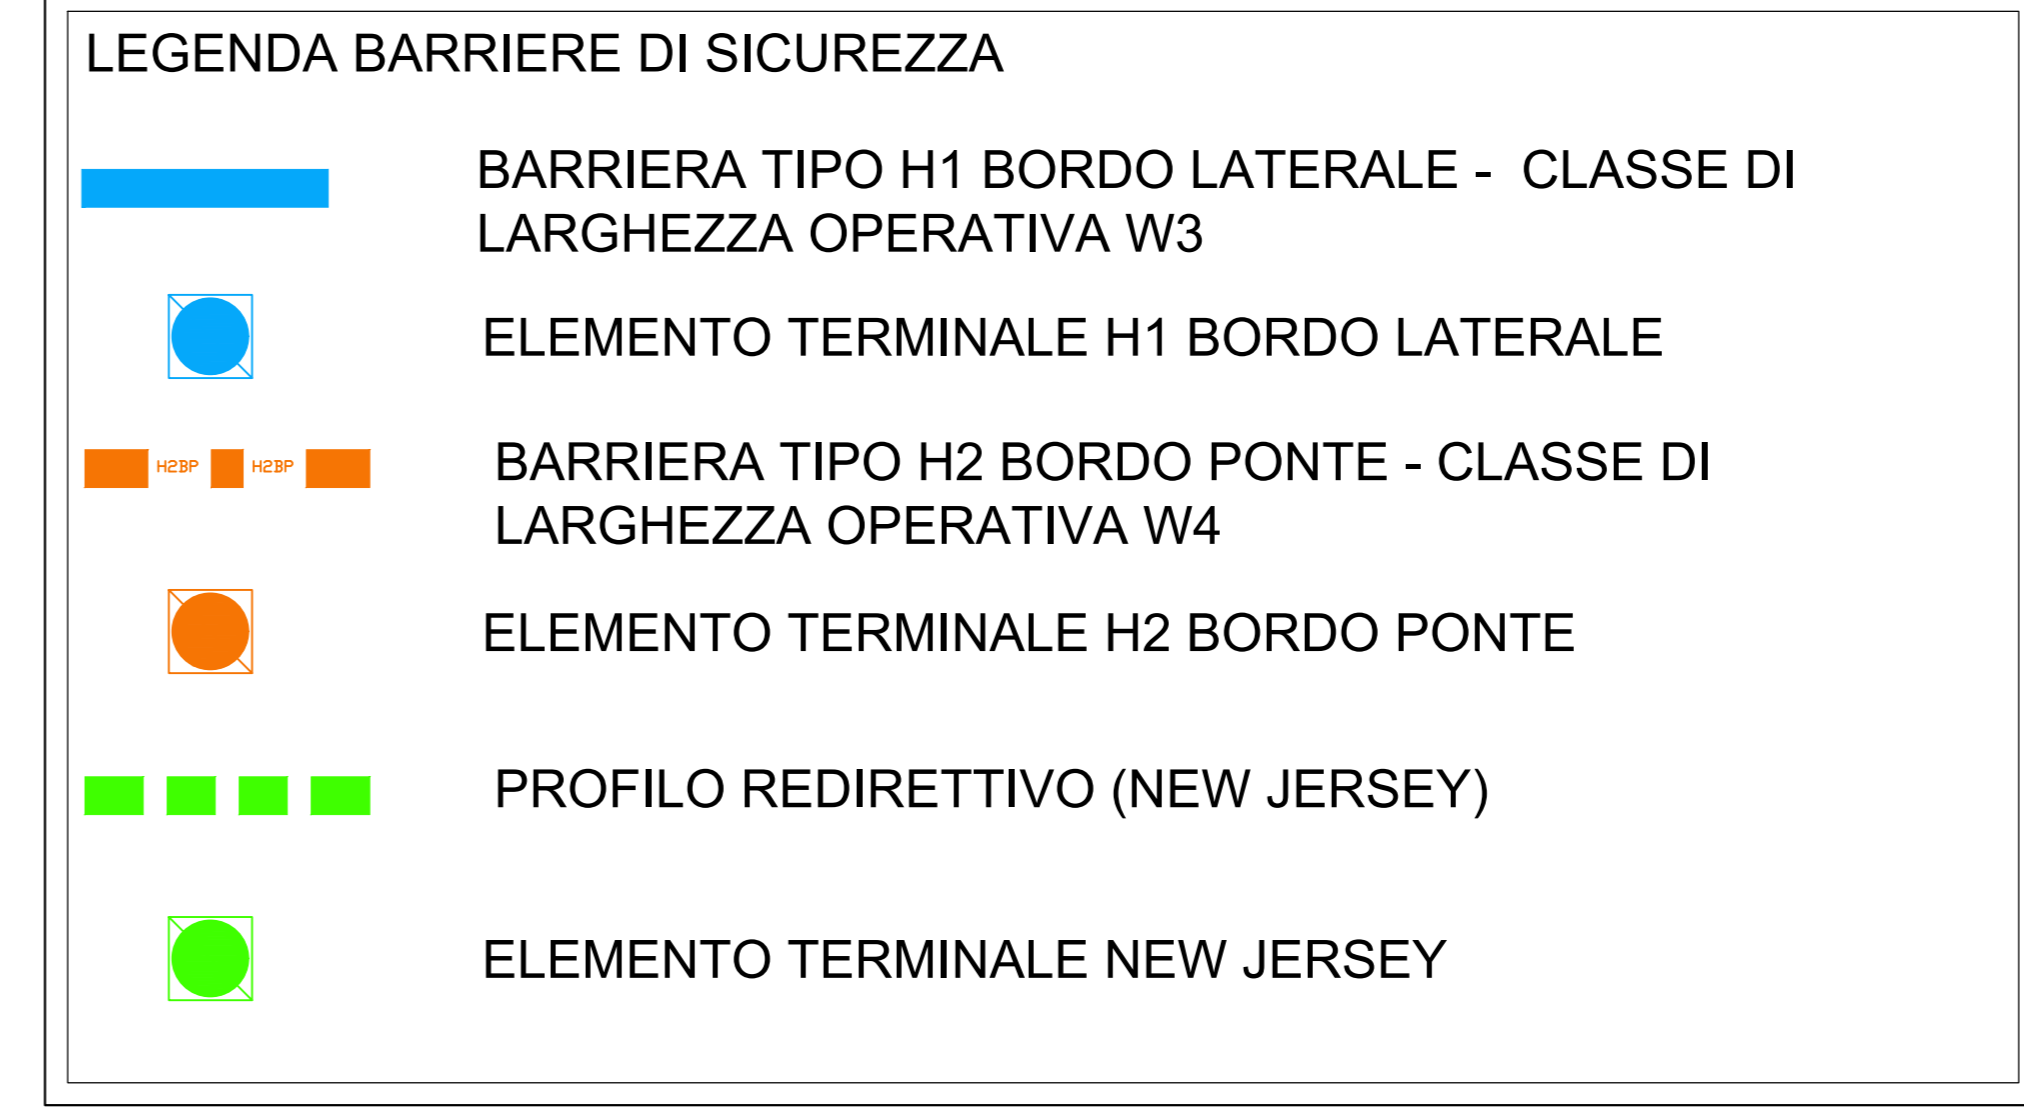 LEGENDA BARRIERE DI SICUREZZA
BARRIERA TIPO H1 BORDO LATERALE - CLASSE DI
LARGHEZZA OPERATIVA W3
ELEMENTO TERMINALE H1 BORDO LATERALE
H2BP H2BP
BARRIERA TIPO H2 BORDO PONTE - CLASSE DI
LARGHEZZA OPERATIVA W4
ELEMENTO TERMINALE H2 BORDO PONTE
PROFILO REDIRETTIVO (NEW JERSEY)
ELEMENTO TERMINALE NEW JERSEY